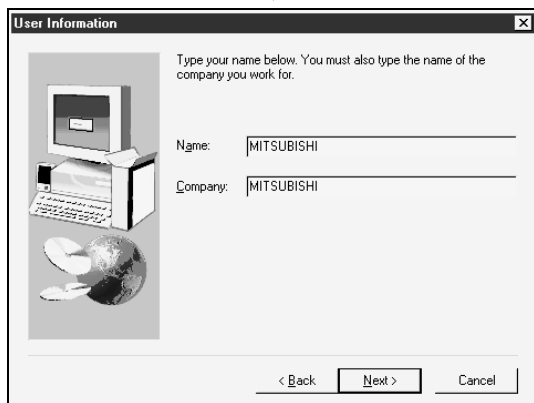 User Information
Type your name below. You must also type the name of the
company you work for.
Name: MITSUBISHI
Company: MITSUBISHI
< Back Next > Cancel